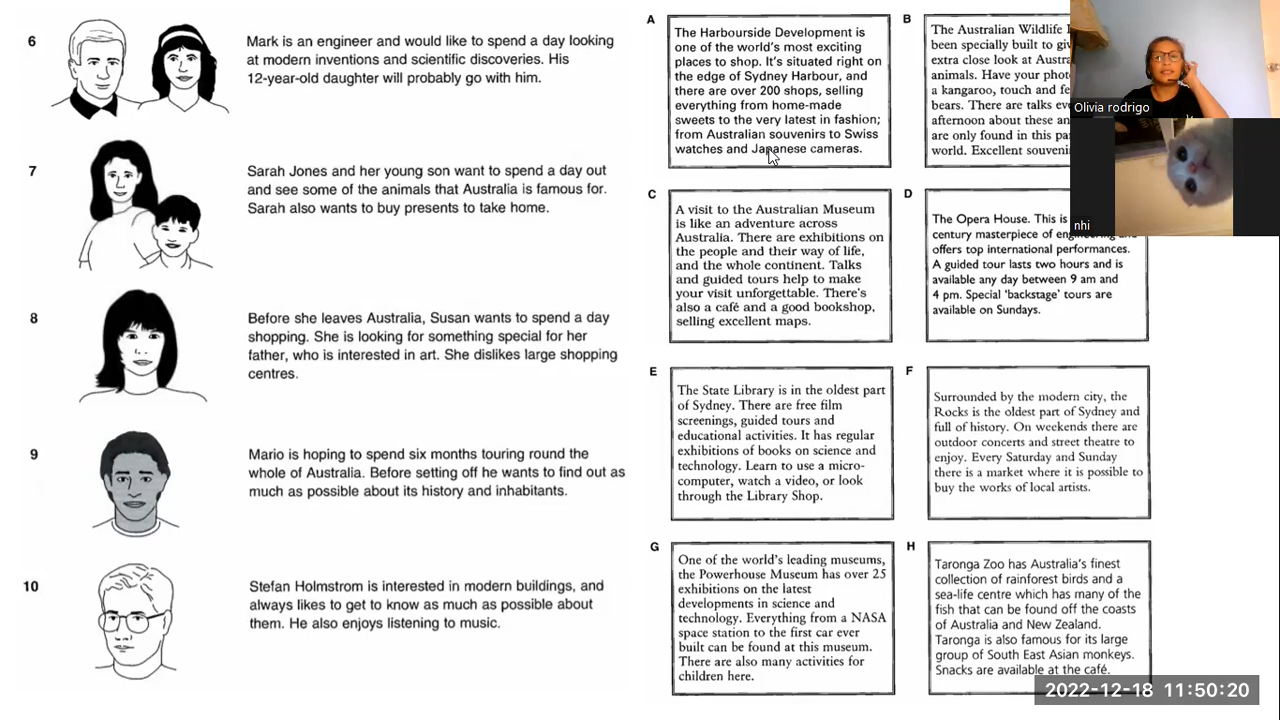 6
Mark is an engineer and would like to spend a day looking
at modern inventions and scientific discoveries. His
12-year-old daughter will probably go with him.
7
Sarah Jones and her young son want to spend a day out
and see some of the animals that Australia is famous for.
Sarah also wants to buy presents to take home.
8
Before she leaves Australia, Susan wants to spend a day
shopping. She is looking for something special for her
father, who is interested in art. She dislikes large shopping
centres.
9
Mario is hoping to spend six months touring round the
whole of Australia. Before setting off he wants to find out as
much as possible about its history and inhabitants.
10
Stefan Holmstrom is interested in modern buildings, and
always likes to get to know as much as possible about
them. He also enjoys listening to music.
A
The Harbourside Development is
one of the world's most exciting
places to shop. It's situated right on
the edge of Sydney Harbour, and
there are over 200 shops, selling
everything from home-made
sweets to the very latest in fashion;
from Australian souvenirs to Swiss
watches and Japanese cameras.
B
The Australian Wildlife
been specially built to
extra close look at
animals. Have your
a kangaroo, touch and
bears. There are talks
afternoon about these
are only found in this
world. Excellent
C
A visit to the Australian Museum
is like an adventure across
Australia. There are exhibitions on
the people and their way of life,
and the whole continent. Talks
and guided tours help to make
your visit unforgettable. There's
also a café and a good bookshop,
selling excellent maps.
D
The Opera House. This is
century masterpiece of
offers top international performances.
A guided tour lasts two hours and is
available any day between 9 am and
4 pm. Special 'backstage' tours are
available on Sundays.
E
The State Library is in the oldest part
of Sydney. There are free film
screenings, guided tours and
educational activities. It has regular
exhibitions of books on science and
technology. Learn to use a micro-
computer, watch a video, or look
through the Library Shop.
F
Surrounded by the modern city, the
Rocks is the oldest part of Sydney and
full of history. On weekends there are
outdoor concerts and street theatre to
enjoy. Every Saturday and Sunday
there is a market where it is possible to
buy the works of local artists.
G
One of the world's leading museums,
the Powerhouse Museum has over 25
exhibitions on the latest
developments in science and
technology. Everything from a NASA
space station to the first car ever
built can be found at this museum.
There are also many activities for
children here.
H
Taronga Zoo has Australia's finest
collection of rainforest birds and a
sea-life centre which has many of the
fish that can be found off the coasts
of Australia and New Zealand.
Taronga is also famous for its large
group of South East Asian monkeys.
Snacks are available at the café.
Olivia rodrigo
nhi
2022-12-18 11:50:20